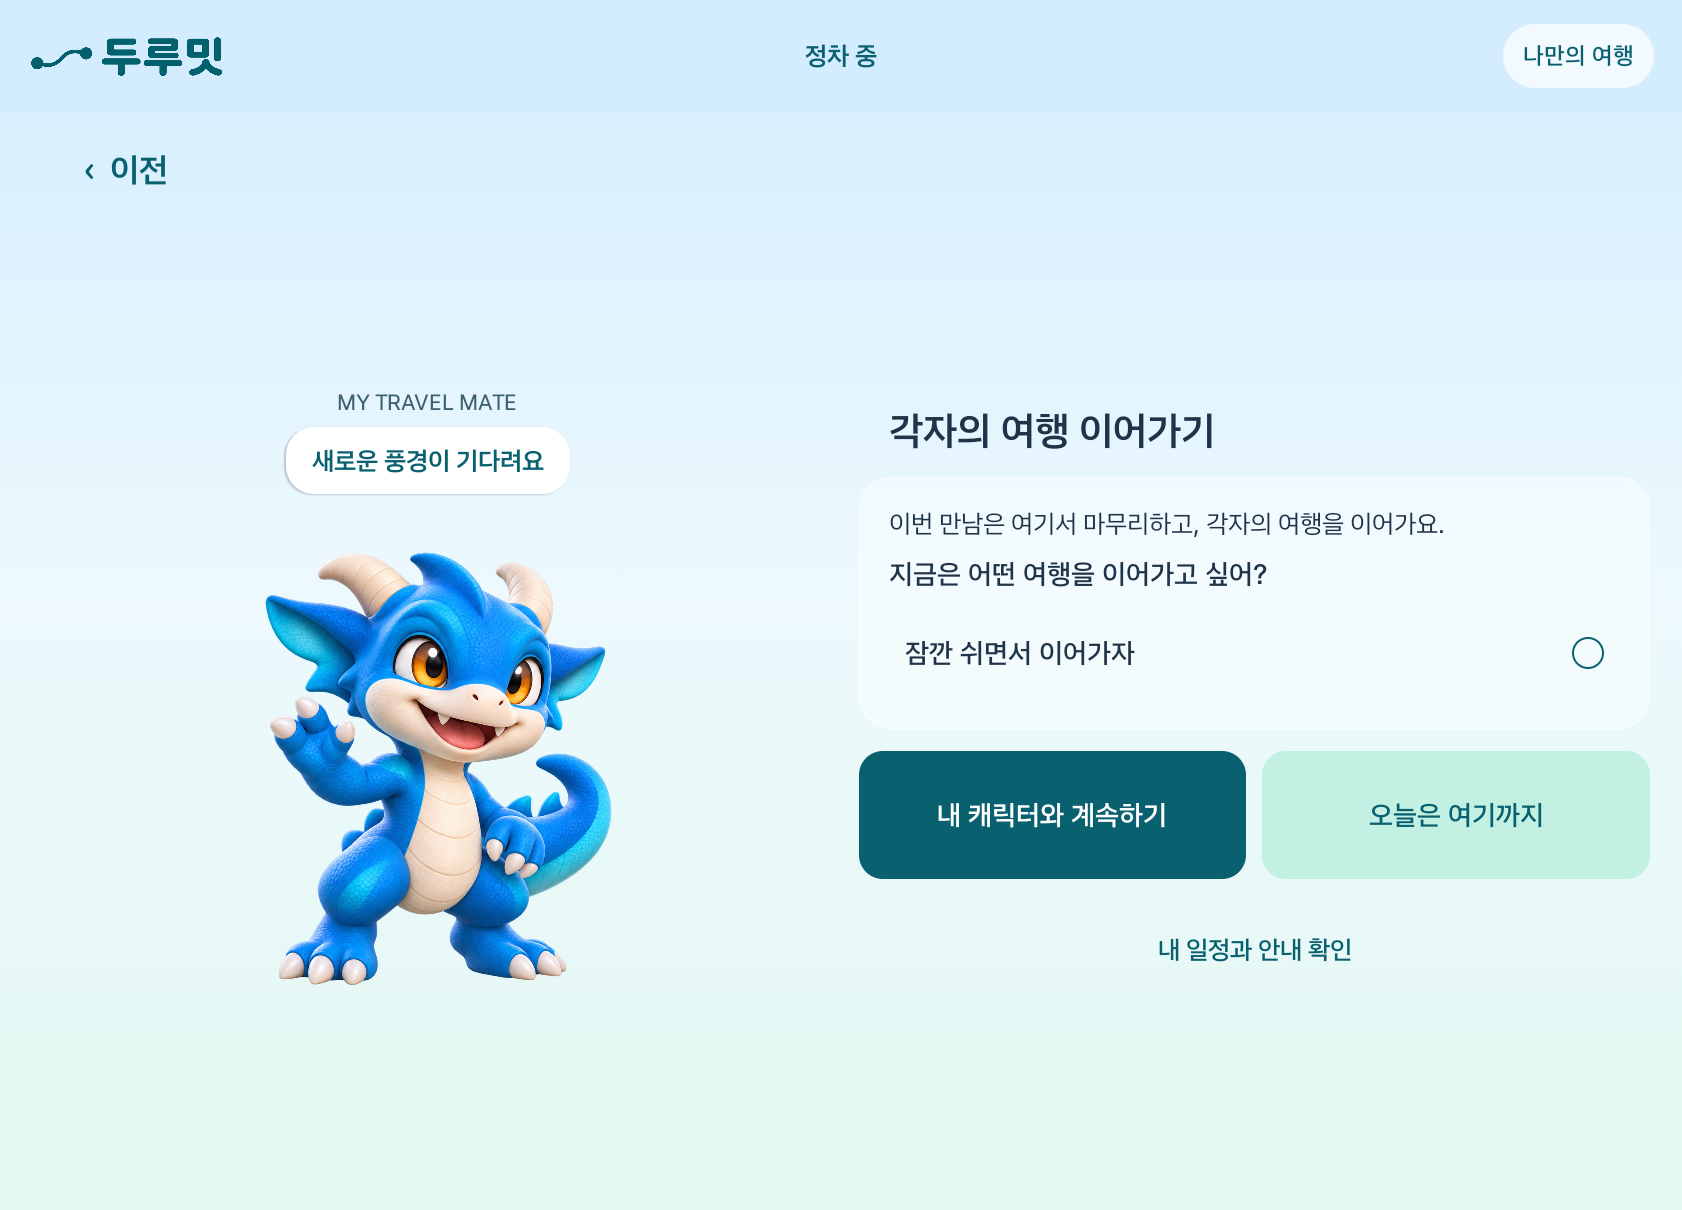 두루밋
정차 중
나만의 여행
‹ 이전
MY TRAVEL MATE
새로운 풍경이 기다려요
각자의 여행 이어가기
이번 만남은 여기서 마무리하고, 각자의 여행을 이어가요.
지금은 어떤 여행을 이어가고 싶어?
잠깐 쉬면서 이어가자
내 캐릭터와 계속하기
오늘은 여기까지
내 일정과 안내 확인